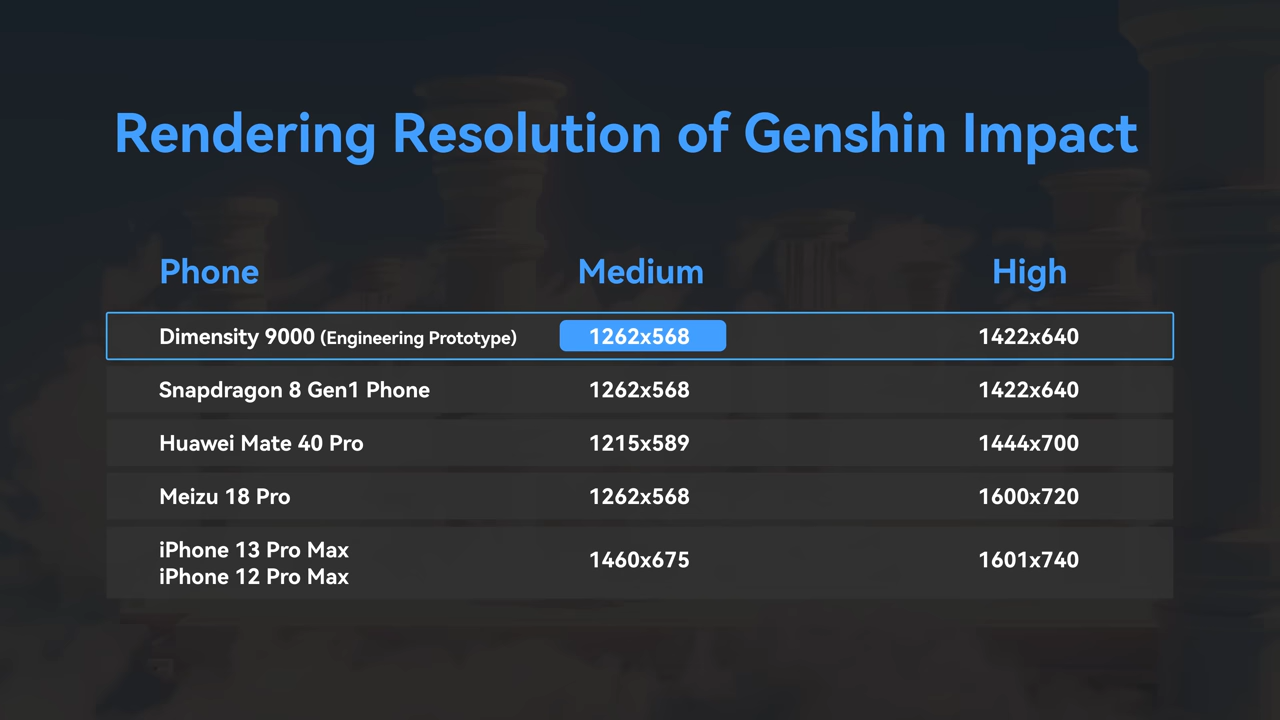 Rendering Resolution of Genshin Impact
Phone Medium High
Dimensity 9000 (Engineering Prototype) 1262x568 1422x640
Snapdragon 8 Gen1 Phone 1262x568 1422x640
Huawei Mate 40 Pro 1215x589 1444x700
Meizu 18 Pro 1262x568 1600x720
iPhone 13 Pro Max
iPhone 12 Pro Max 1460x675 1601x740